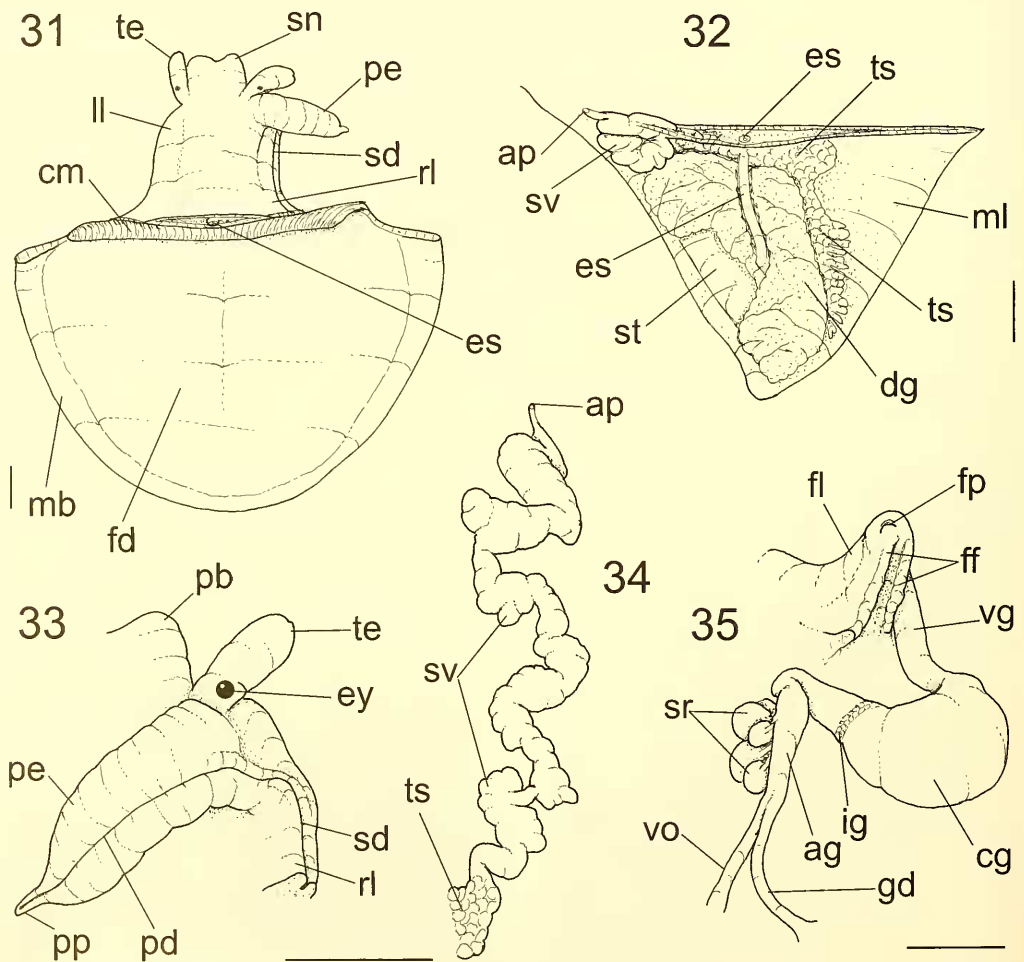 31
te
sn
pe
ll
sd
rl
cm
es
mb
fd
32
es
ts
ap
sv
es
ml
ts
st
dg
33
pb
te
ey
pe
sd
rl
pp
pd
34
ap
sv
ts
35
fl
fp
ff
vg
sr
vo
ag
ig
gd
cg